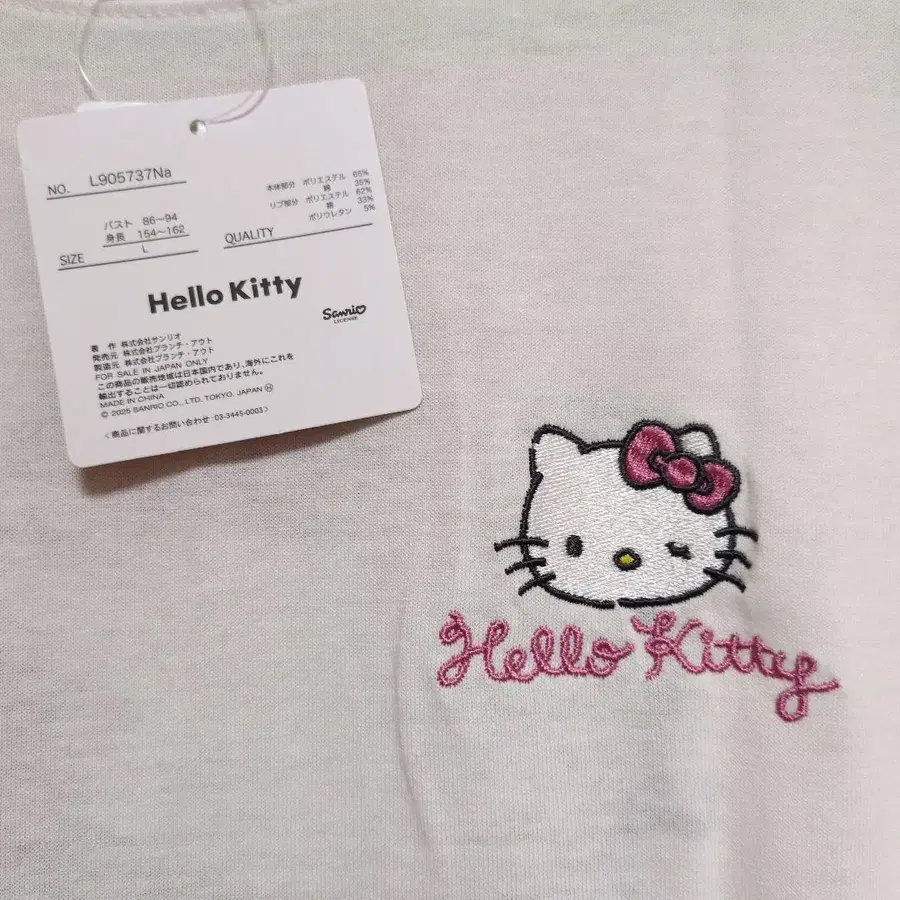 NO. L905737Na
バスト 86～94
身長 154～162
SIZE L
本体部分 ポリエステル 65%
綿 35%
リブ部分 ポリエステル 62%
綿 33%
ポリウレタン 5%
QUALITY
Hello Kitty
Sanrio
LICENSE
著 作 株式会社サンリオ
発売元 株式会社ブランチ・アウト
製造元 株式会社ブランチ・アウト
FOR SALE IN JAPAN ONLY
この商品の販売地域は日本国内であり、海外にこれを
輸出することは一切認められておりません。
MADE IN CHINA
© 2025 SANRIO CO., LTD. TOKYO, JAPAN Ⓗ
〈商品に関するお問い合わせ：03-3445-0003〉
Hello Kitty